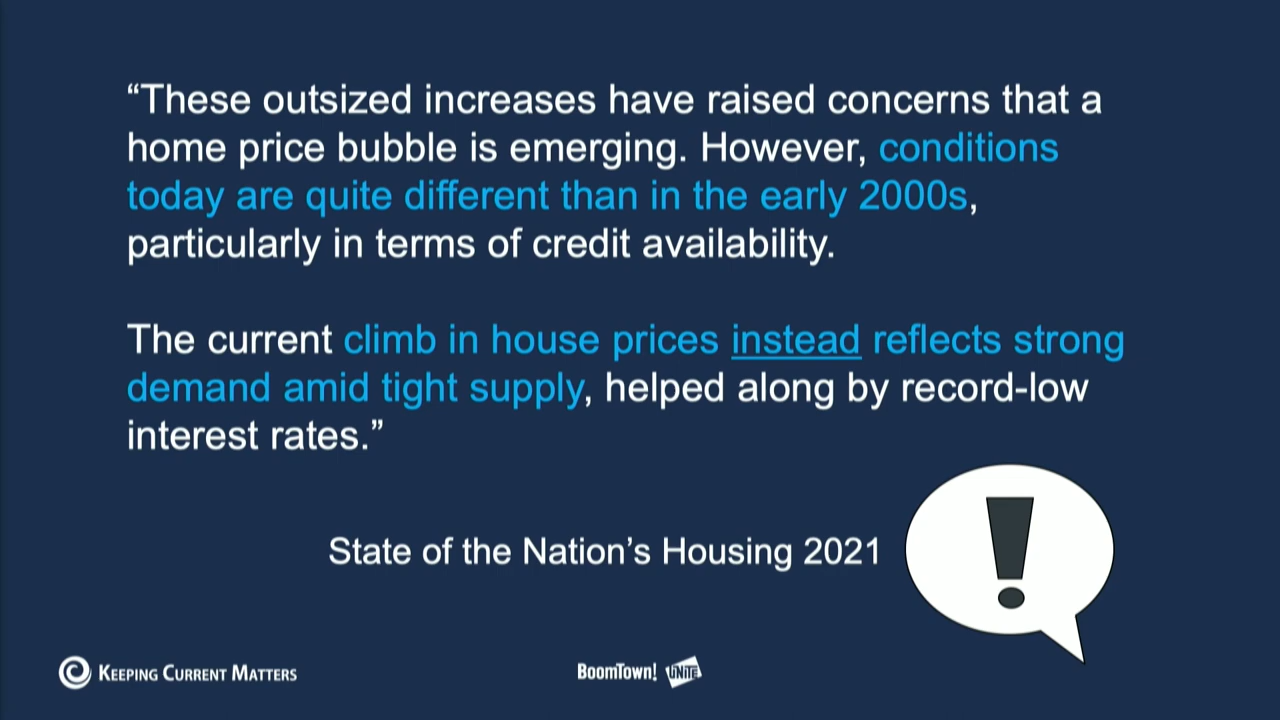 “These outsized increases have raised concerns that a
home price bubble is emerging. However, conditions
today are quite different than in the early 2000s,
particularly in terms of credit availability.
The current climb in house prices instead reflects strong
demand amid tight supply, helped along by record-low
interest rates.”
State of the Nation’s Housing 2021
!
KEEPING CURRENT MATTERS
BoomTown! UNITE